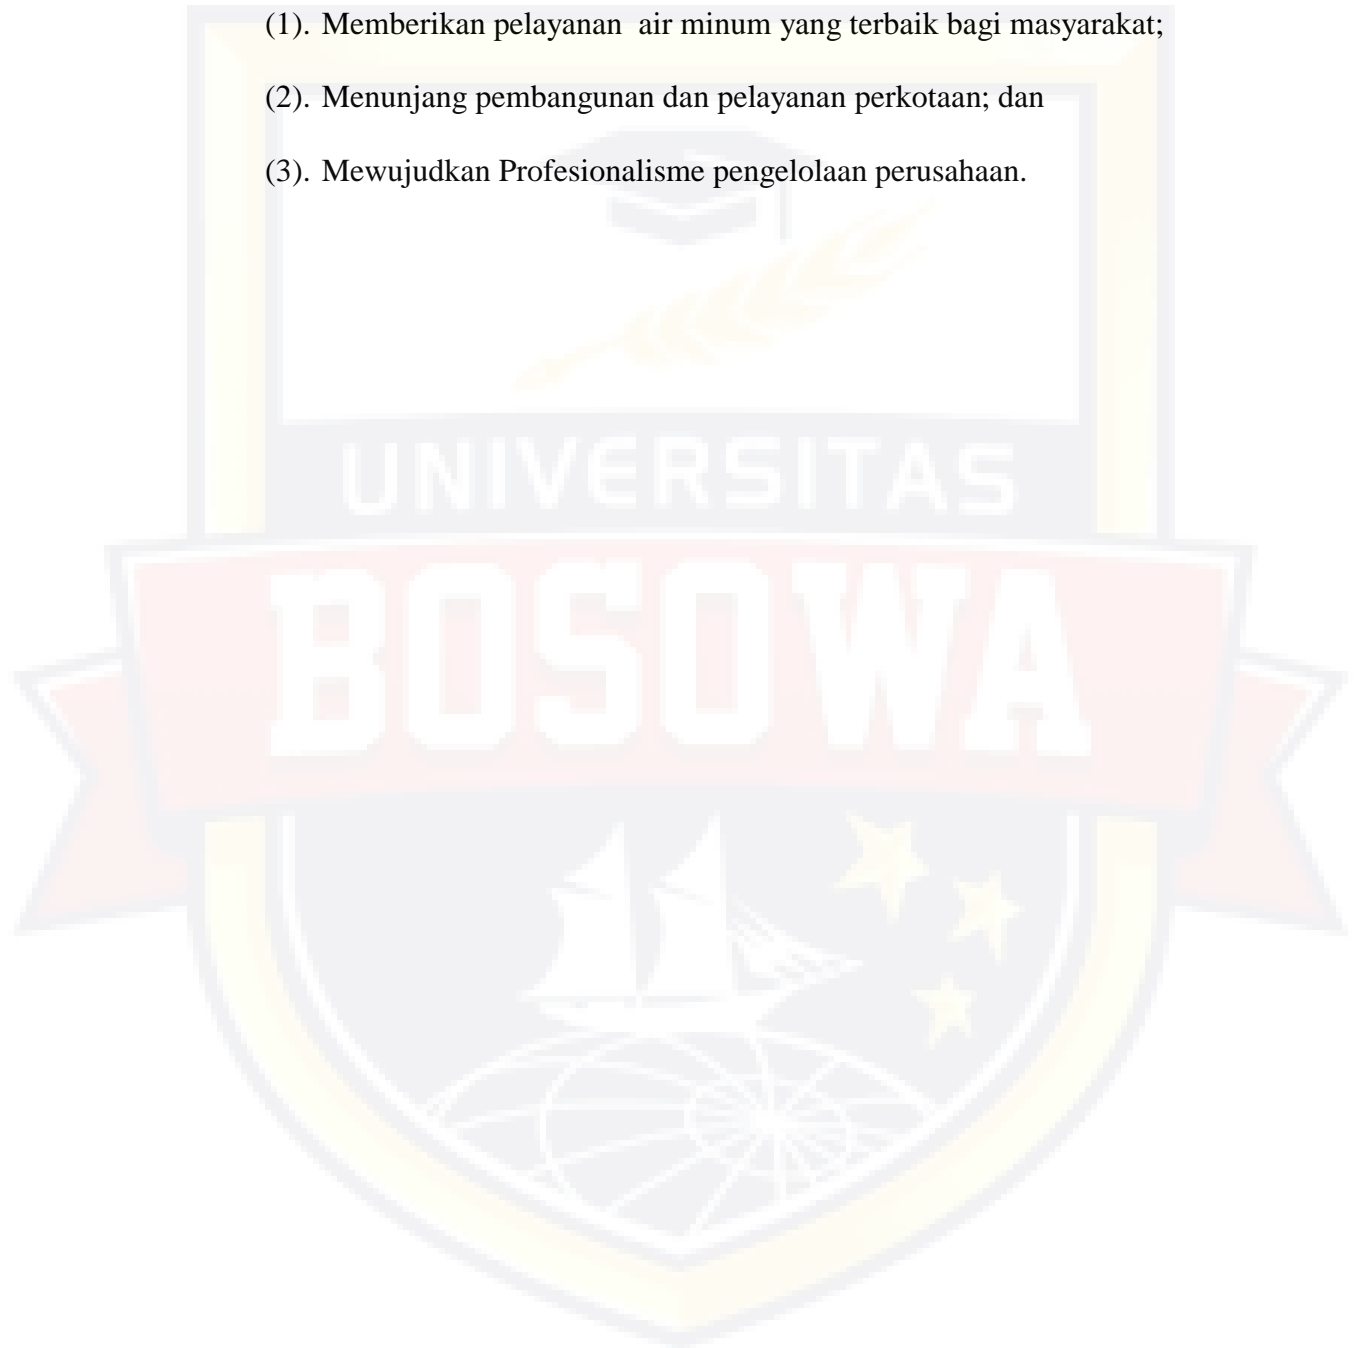 (1). Memberikan pelayanan  air minum yang terbaik bagi masyarakat;
(2). Menunjang pembangunan dan pelayanan perkotaan; dan
(3). Mewujudkan Profesionalisme pengelolaan perusahaan.
UNIVERSITAS
BOSOWA